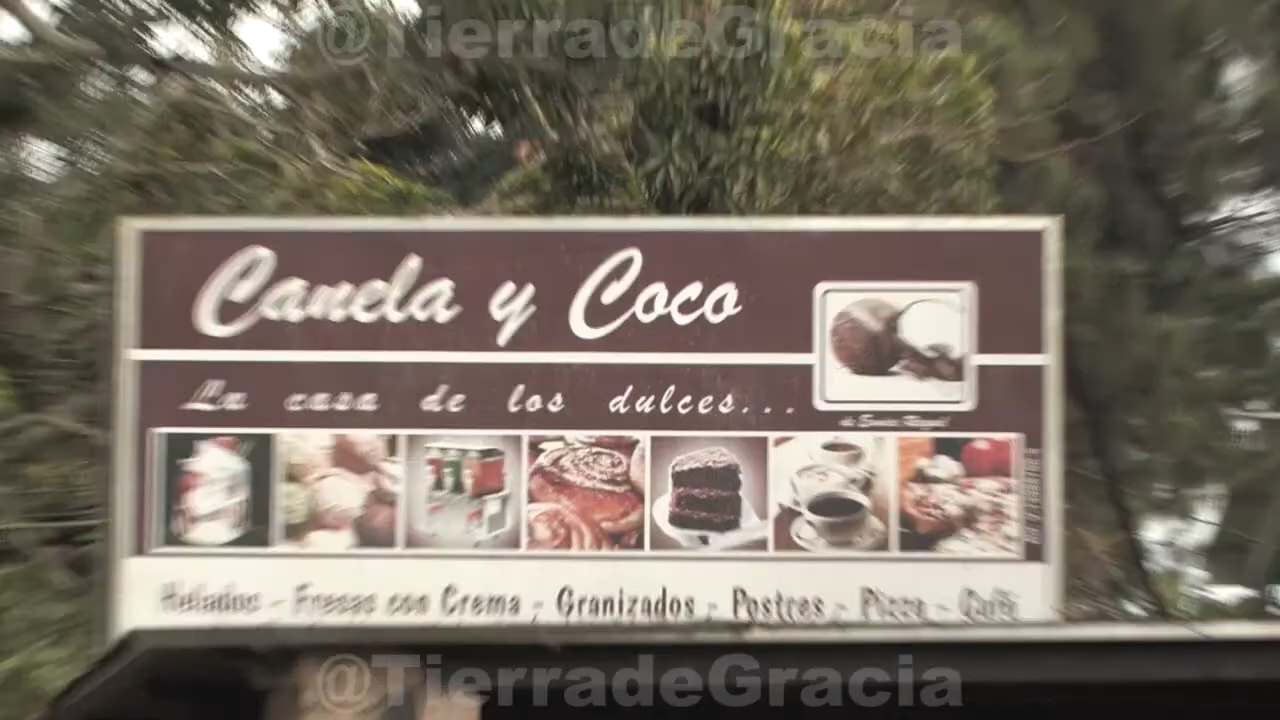 @TierradeGracia
Canela y Coco
La casa de los dulces...
Helados - Fresas con Crema - Granizados - Postres - Pizza - Café
@TierradeGracia